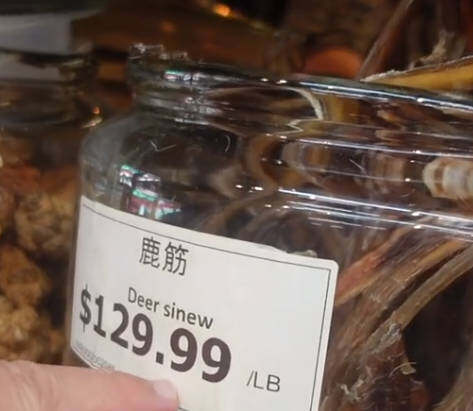 鹿筋
Deer sinew
$129.99 /LB